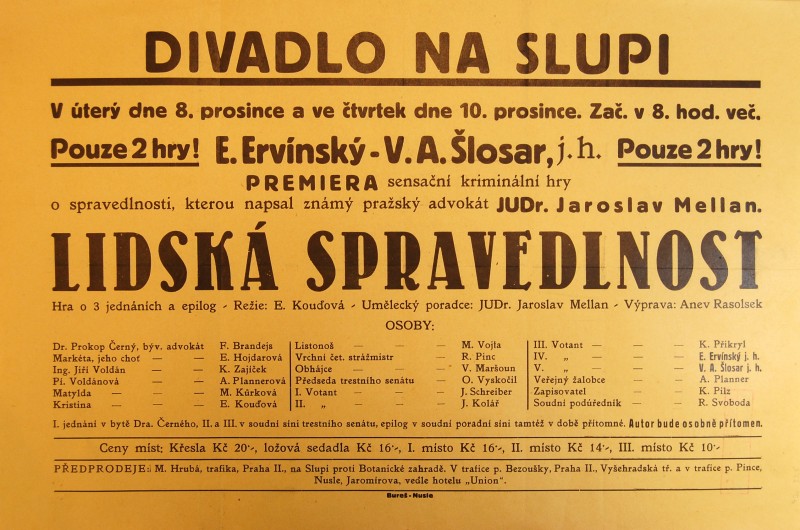 DIVADLO NA SLUPI
V úterý dne 8. prosince a ve čtvrtek dne 10. prosince. Zač. v 8. hod. več.
Pouze 2 hry! E. Ervínský - V. A. Šlosar, j. h. Pouze 2 hry!
PREMIERA sensační kriminální hry
o spravedlnosti, kterou napsal známý pražský advokát JUDr. Jaroslav Mellan.
LIDSKÁ SPRAVEDLNOST
Hra o 3 jednáních a epilog - Režie: E. Kouďová - Umělecký poradce: JUDr. Jaroslav Mellan - Výprava: Anev Rasolsek
OSOBY:
Dr. Prokop Černý, býv. advokát F. Brandejs
Markéta, jeho choť — — E. Hojdarová
Ing. Jiří Voldán — — K. Zajíček
Pí. Voldánová — — A. Plannerová
Matylda — — — M. Kúrková
Kristina — — — E. Kouďová
Listonoš — — — M. Vojta
Vrchní čet. strážmistr — R. Pinc
Obhájce — — — V. Maršoun
Předseda trestního senátu — O. Vyskočil
I. Votant — — — J. Schreiber
II. „ — — — J. Kolář
III. Votant — — — K. Přikryl
IV. „ — — — E. Ervínský j. h.
V. „ — — — V. A. Šlosar j. h.
Veřejný žalobce — — A. Planner
Zapisovatel — — K. Pilz
Soudní podúředník — — R. Svoboda
I. jednání v bytě Dra. Černého, II. a III. v soudní síni trestního senátu, epilog v soudní poradní síni tamtéž v době přítomné. Autor bude osobně přítomen.
Ceny míst: Křesla Kč 20·-, ložová sedadla Kč 16·-, I. místo Kč 16·-, II. místo Kč 14·-, III. místo Kč 10·-
PŘEDPRODEJE: M. Hrubá, trafika, Praha II., na Slupi proti Botanické zahradě. V trafice p. Bezoušky, Praha II., Vyšehradská tř. a v trafice p. Pince,
Nusle, Jaromírova, vedle hotelu „Union“.
Bureš - Nusle